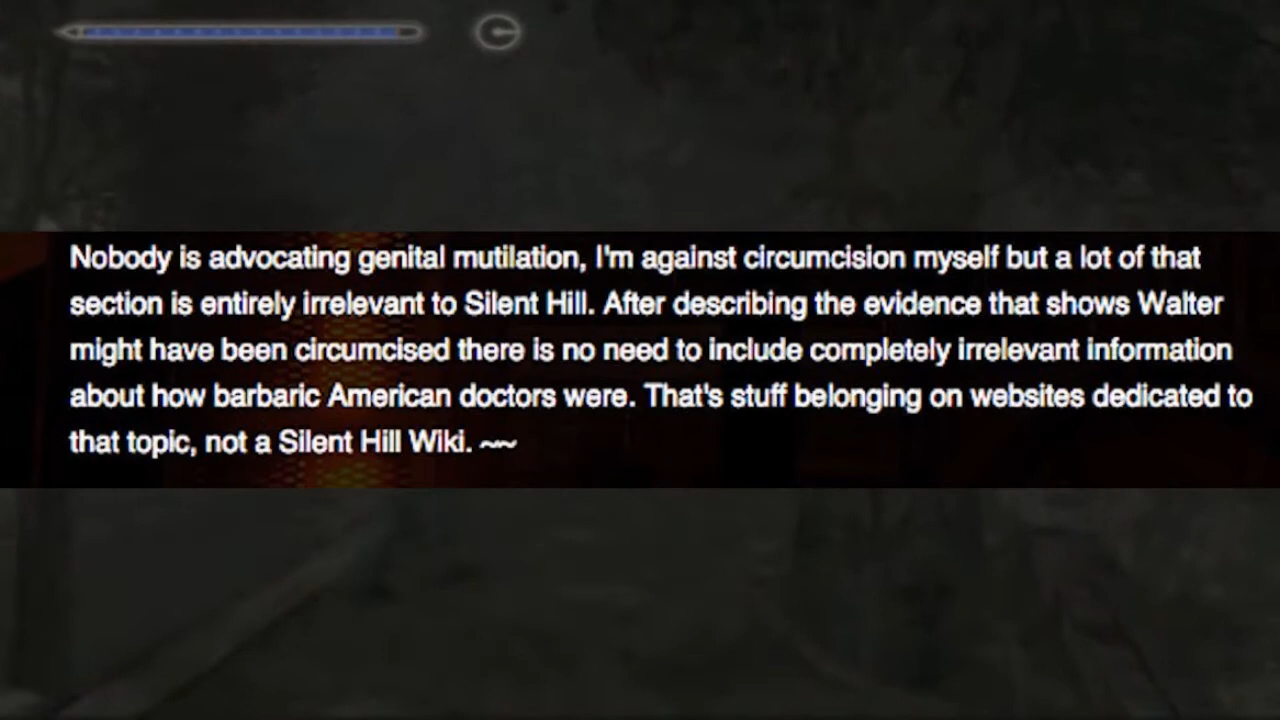 Nobody is advocating genital mutilation, I'm against circumcision myself but a lot of that
section is entirely irrelevant to Silent Hill. After describing the evidence that shows Walter
might have been circumcised there is no need to include completely irrelevant information
about how barbaric American doctors were. That's stuff belonging on websites dedicated to
that topic, not a Silent Hill Wiki. ~~